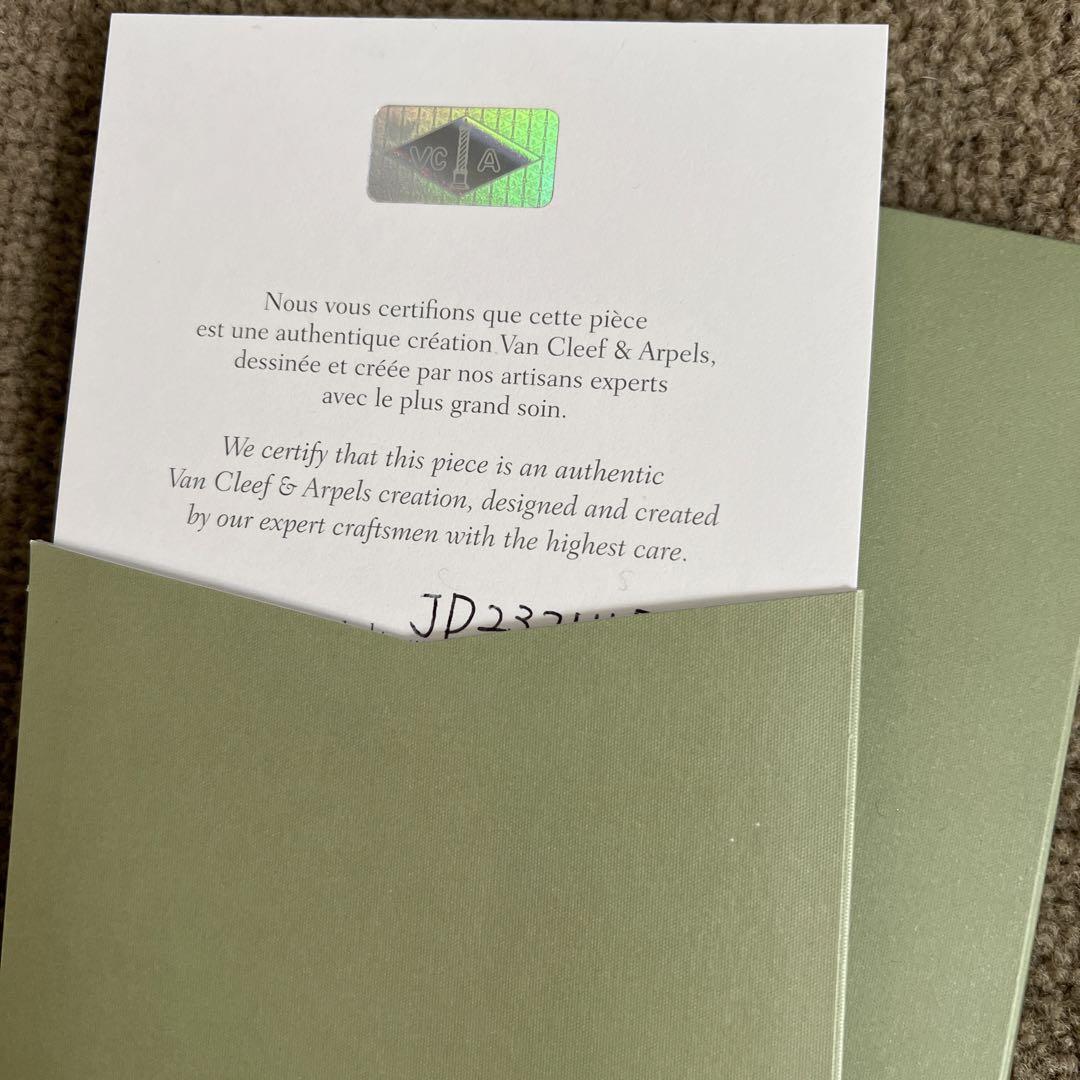 VC A
Nous vous certifions que cette pièce
est une authentique création Van Cleef & Arpels,
dessinée et créée par nos artisans experts
avec le plus grand soin.
We certify that this piece is an authentic
Van Cleef & Arpels creation, designed and created
by our expert craftsmen with the highest care.